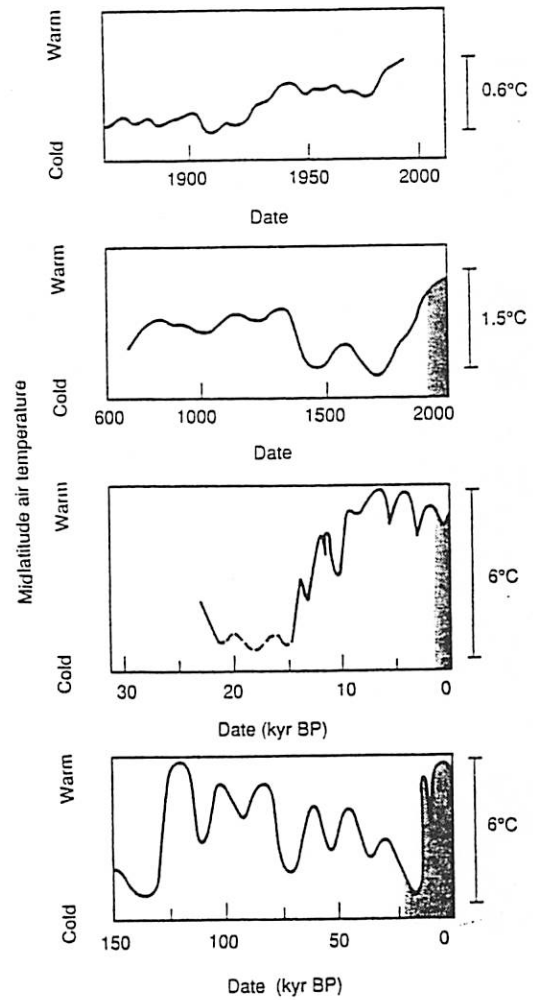 Midlatitude air temperature
Warm
Cold
0.6°C
1900 1950 2000
Date
Warm
Cold
1.5°C
600 1000 1500 2000
Date
Warm
Cold
6°C
30 20 10 0
Date (kyr BP)
Warm
Cold
6°C
150 100 50 0
Date (kyr BP)